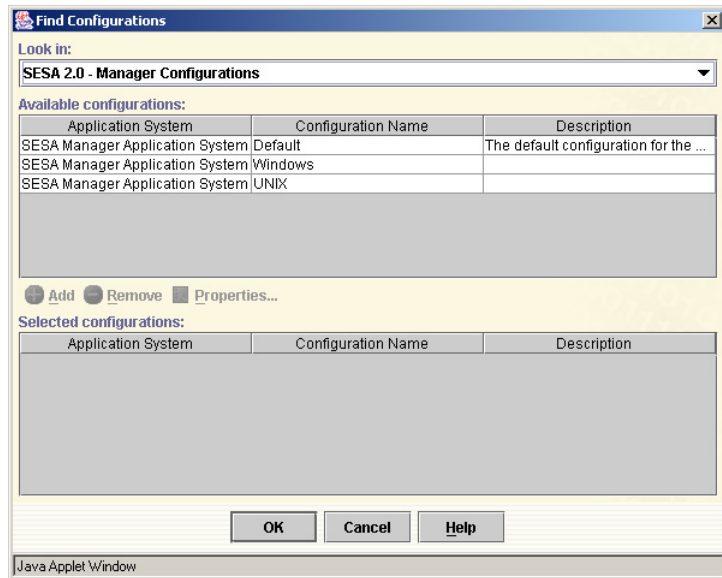 Find Configurations
Look in:
SESA 2.0 - Manager Configurations
Available configurations:
Application System Configuration Name Description
SESA Manager Application System Default The default configuration for the ...
SESA Manager Application System Windows
SESA Manager Application System UNIX
Add Remove Properties...
Selected configurations:
Application System Configuration Name Description
OK Cancel Help
Java Applet Window